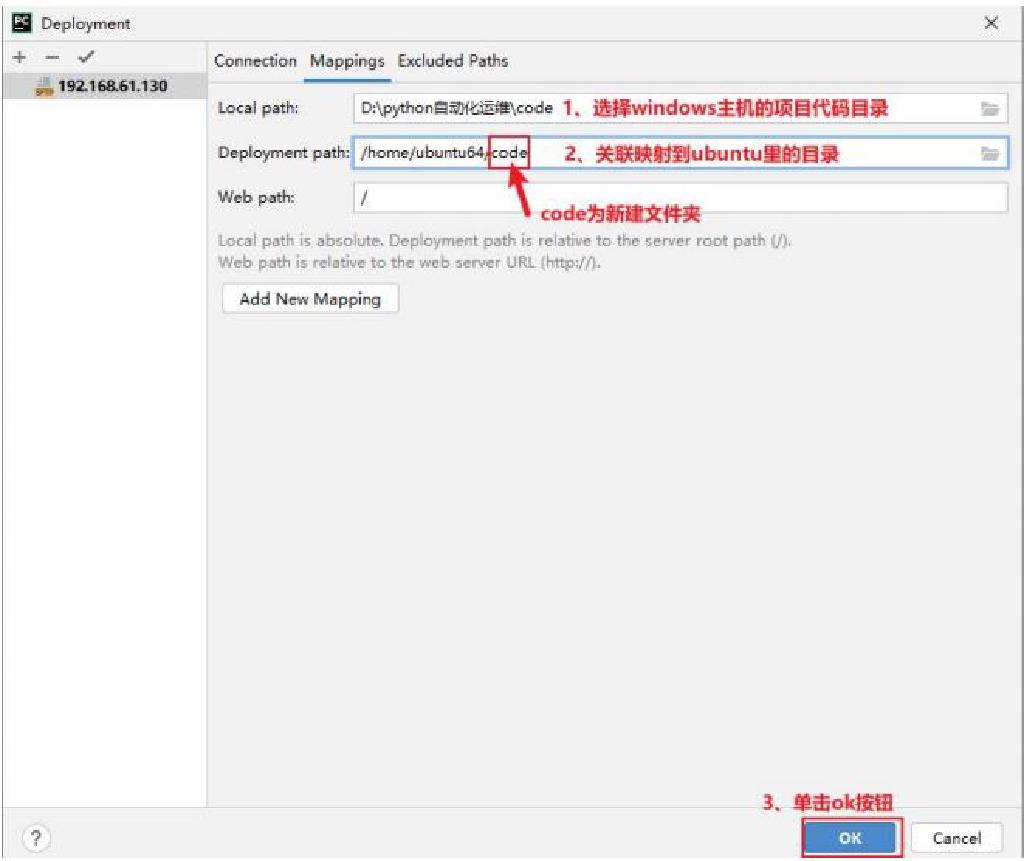 PC Deployment
192.168.61.130
Connection Mappings Excluded Paths
Local path: D:\python自动化运维\code 1、选择windows主机的项目代码目录
Deployment path: /home/ubuntu64/code 2、关联映射到ubuntu里的目录
Web path: /
code为新建文件夹
Local path is absolute. Deployment path is relative to the server root path (/).
Web path is relative to the web server URL (http://).
Add New Mapping
3、单击ok按钮
? OK Cancel